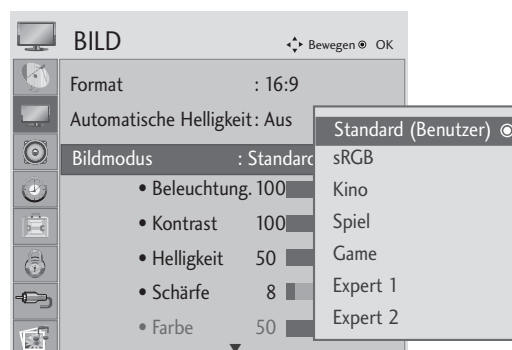 BILD
Bewegen OK
Format : 16:9
Automatische Helligkeit : Aus
Bildmodus : Standard
• Beleuchtung. 100
• Kontrast 100
• Helligkeit 50
• Schärfe 8
• Farbe 50
Standard (Benutzer)
sRGB
Kino
Spiel
Game
Expert 1
Expert 2